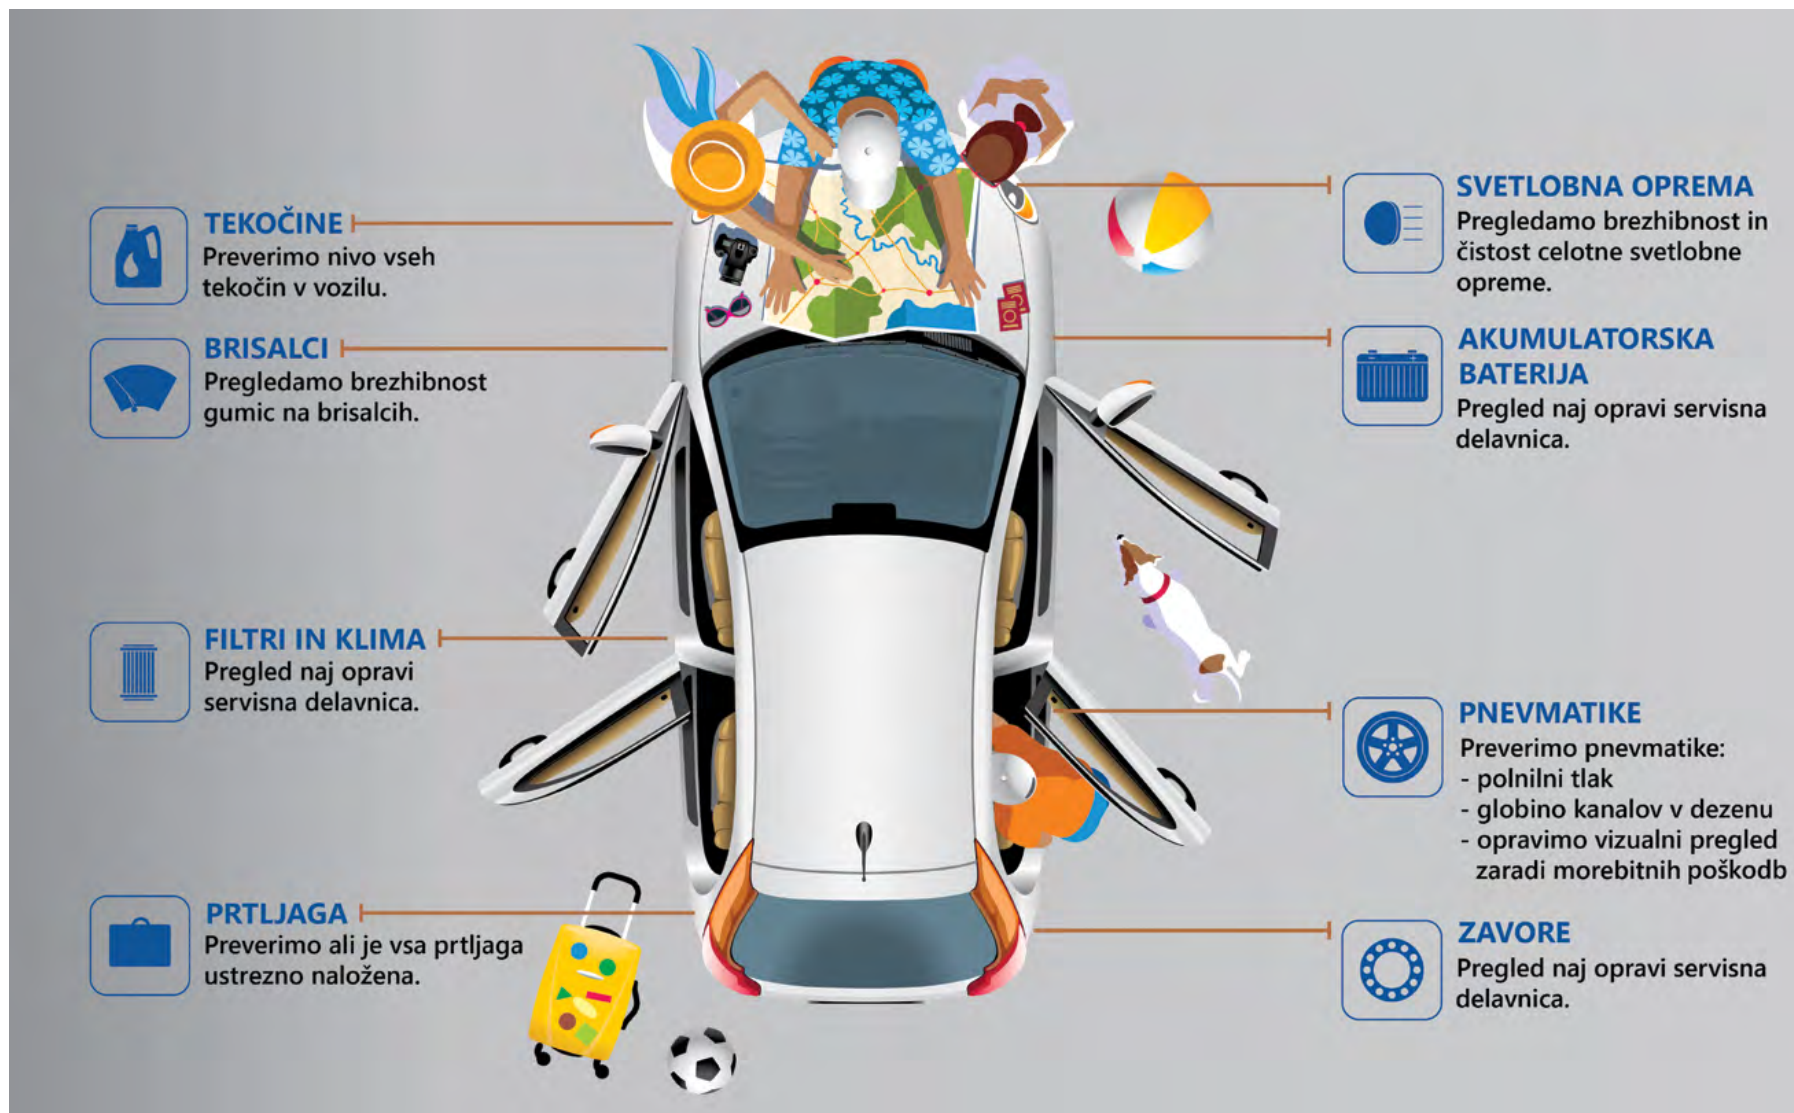 TEKOČINE
Preverimo nivo vseh
tekočin v vozilu.
BRISALCI
Pregledamo brezhibnost
gumic na brisalcih.
FILTRI IN KLIMA
Pregled naj opravi
servisna delavnica.
PRTLJAGA
Preverimo ali je vsa prtljaga
ustrezno naložena.
SVETLOBNA OPREMA
Pregledamo brezhibnost in
čistost celotne svetlobne
opreme.
AKUMULATORSKA
BATERIJA
Pregled naj opravi servisna
delavnica.
PNEVMATIKE
Preverimo pnevmatike:
- polnilni tlak
- globino kanalov v dezenu
- opravimo vizualni pregled
zaradi morebitnih poškodb
ZAVORE
Pregled naj opravi servisna
delavnica.